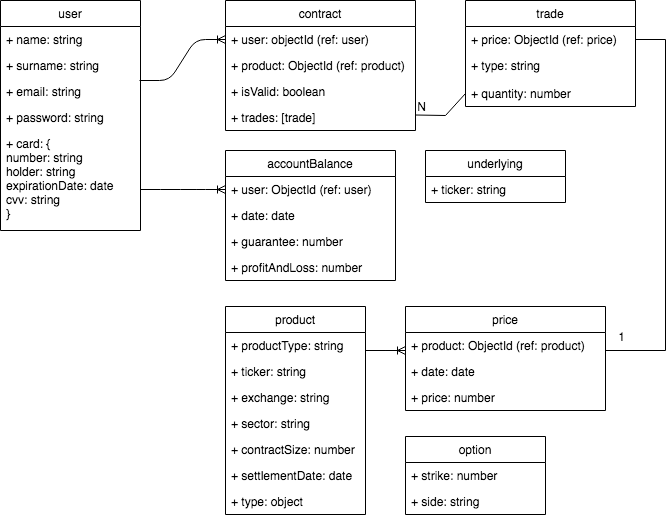 user
+ name: string
+ surname: string
+ email: string
+ password: string
+ card: {
number: string
holder: string
expirationDate: date
cvv: string
}
contract
+ user: objectId (ref: user)
+ product: ObjectId (ref: product)
+ isValid: boolean
+ trades: [trade]
N
trade
+ price: ObjectId (ref: price)
+ type: string
+ quantity: number
accountBalance
+ user: ObjectId (ref: user)
+ date: date
+ guarantee: number
+ profitAndLoss: number
underlying
+ ticker: string
product
+ productType: string
+ ticker: string
+ exchange: string
+ sector: string
+ contractSize: number
+ settlementDate: date
+ type: object
price
+ product: ObjectId (ref: product)
+ date: date
+ price: number
1
option
+ strike: number
+ side: string